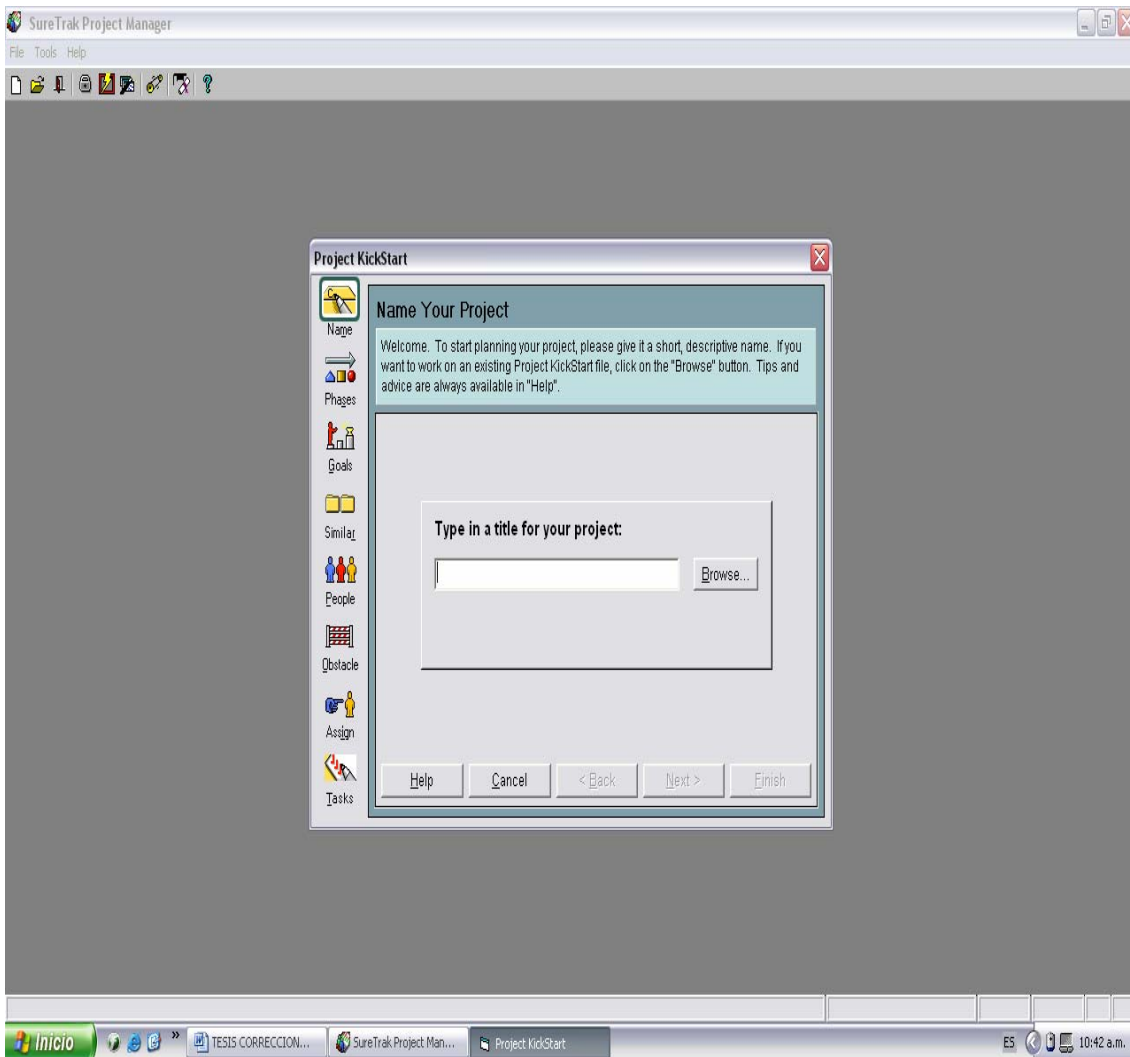 SureTrak Project Manager
File Tools Help
Project KickStart
Name
Phases
Goals
Similar
People
Obstacle
Assign
Tasks
Name Your Project
Welcome. To start planning your project, please give it a short, descriptive name. If you
want to work on an existing Project KickStart file, click on the "Browse" button. Tips and
advice are always available in "Help".
Type in a title for your project:
Browse...
Help Cancel < Back Next > Finish
Inicio » TESIS CORRECCION... SureTrak Project Man... Project KickStart ES 10:42 a.m.